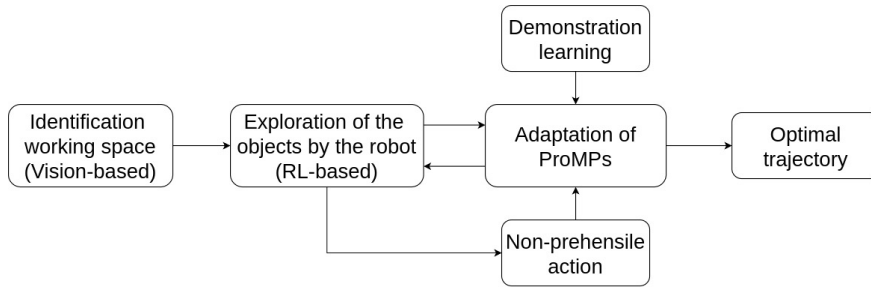 Demonstration
learning
Identification
working space
(Vision-based)
Exploration of the
objects by the robot
(RL-based)
Adaptation of
ProMPs
Optimal
trajectory
Non-prehensile
action